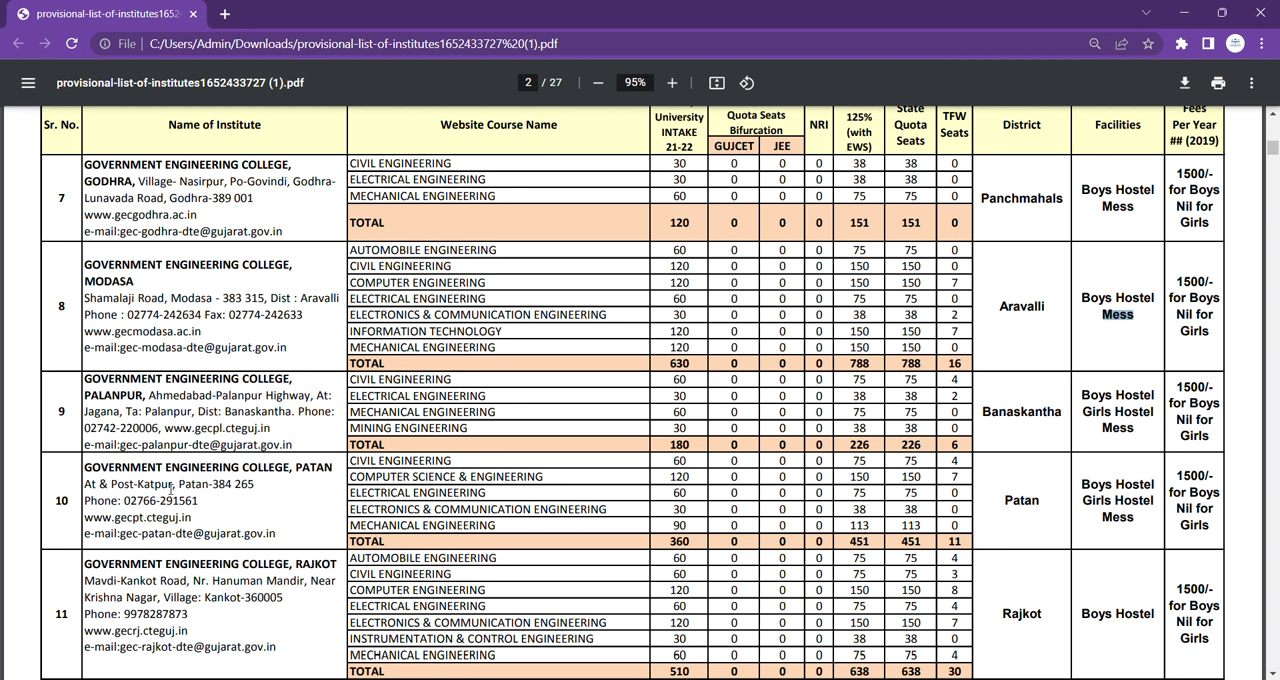 provisional-list-of-institutes1652
File C:/Users/Admin/Downloads/provisional-list-of-institutes1652433727%20(1).pdf
provisional-list-of-institutes1652433727 (1).pdf
2 / 27
95%
Sr. No.
Name of Institute
Website Course Name
University INTAKE 21-22
Quota Seats Bifurcation
GUJCET
JEE
NRI
125% (with EWS)
State Quota Seats
TFW Seats
District
Facilities
Fees Per Year ## (2019)
7
GOVERNMENT ENGINEERING COLLEGE,
GODHRA, Village- Nasirpur, Po-Govindi, Godhra-
Lunavada Road, Godhra-389 001
www.gecgodhra.ac.in
e-mail:gec-godhra-dte@gujarat.gov.in
CIVIL ENGINEERING 30 0 0 0 38 38 0
ELECTRICAL ENGINEERING 30 0 0 0 38 38 0
MECHANICAL ENGINEERING 60 0 0 0 75 75 0
TOTAL 120 0 0 0 151 151 0
Panchmahals
Boys Hostel
Mess
1500/-
for Boys
Nil for
Girls
8
GOVERNMENT ENGINEERING COLLEGE,
MODASA
Shamalaji Road, Modasa - 383 315, Dist : Aravalli
Phone : 02774-242634 Fax: 02774-242633
www.gecmodasa.ac.in
e-mail:gec-modasa-dte@gujarat.gov.in
AUTOMOBILE ENGINEERING 60 0 0 0 75 75 0
CIVIL ENGINEERING 120 0 0 0 150 150 0
COMPUTER ENGINEERING 120 0 0 0 150 150 7
ELECTRICAL ENGINEERING 60 0 0 0 75 75 0
ELECTRONICS & COMMUNICATION ENGINEERING 30 0 0 0 38 38 2
INFORMATION TECHNOLOGY 120 0 0 0 150 150 7
MECHANICAL ENGINEERING 120 0 0 0 150 150 0
TOTAL 630 0 0 0 788 788 16
Aravalli
Boys Hostel
Mess
1500/-
for Boys
Nil for
Girls
9
GOVERNMENT ENGINEERING COLLEGE,
PALANPUR, Ahmedabad-Palanpur Highway, At:
Jagana, Ta: Palanpur, Dist: Banaskantha. Phone:
02742-220006, www.gecpl.cteguj.in
e-mail:gec-palanpur-dte@gujarat.gov.in
CIVIL ENGINEERING 60 0 0 0 75 75 4
ELECTRICAL ENGINEERING 30 0 0 0 38 38 2
MECHANICAL ENGINEERING 60 0 0 0 75 75 0
MINING ENGINEERING 30 0 0 0 38 38 0
TOTAL 180 0 0 0 226 226 6
Banaskantha
Boys Hostel
Girls Hostel
Mess
1500/-
for Boys
Nil for
Girls
10
GOVERNMENT ENGINEERING COLLEGE, PATAN
At & Post-Katpur, Patan-384 265
Phone: 02766-291561
www.gecpt.cteguj.in
e-mail:gec-patan-dte@gujarat.gov.in
CIVIL ENGINEERING 60 0 0 0 75 75 4
COMPUTER SCIENCE & ENGINEERING 120 0 0 0 150 150 7
ELECTRICAL ENGINEERING 60 0 0 0 75 75 0
ELECTRONICS & COMMUNICATION ENGINEERING 30 0 0 0 38 38 0
MECHANICAL ENGINEERING 90 0 0 0 113 113 0
TOTAL 360 0 0 0 451 451 11
Patan
Boys Hostel
Girls Hostel
Mess
1500/-
for Boys
Nil for
Girls
11
GOVERNMENT ENGINEERING COLLEGE, RAJKOT
Mavdi-Kankot Road, Nr. Hanuman Mandir, Near
Krishna Nagar, Village: Kankot-360005
Phone: 9978287873
www.gecrj.cteguj.in
e-mail:gec-rajkot-dte@gujarat.gov.in
AUTOMOBILE ENGINEERING 60 0 0 0 75 75 4
CIVIL ENGINEERING 60 0 0 0 75 75 3
COMPUTER ENGINEERING 120 0 0 0 150 150 8
ELECTRICAL ENGINEERING 60 0 0 0 75 75 4
ELECTRONICS & COMMUNICATION ENGINEERING 120 0 0 0 150 150 7
INSTRUMENTATION & CONTROL ENGINEERING 30 0 0 0 38 38 0
MECHANICAL ENGINEERING 60 0 0 0 75 75 4
TOTAL 510 0 0 0 638 638 30
Rajkot
Boys Hostel
1500/-
for Boys
Nil for
Girls